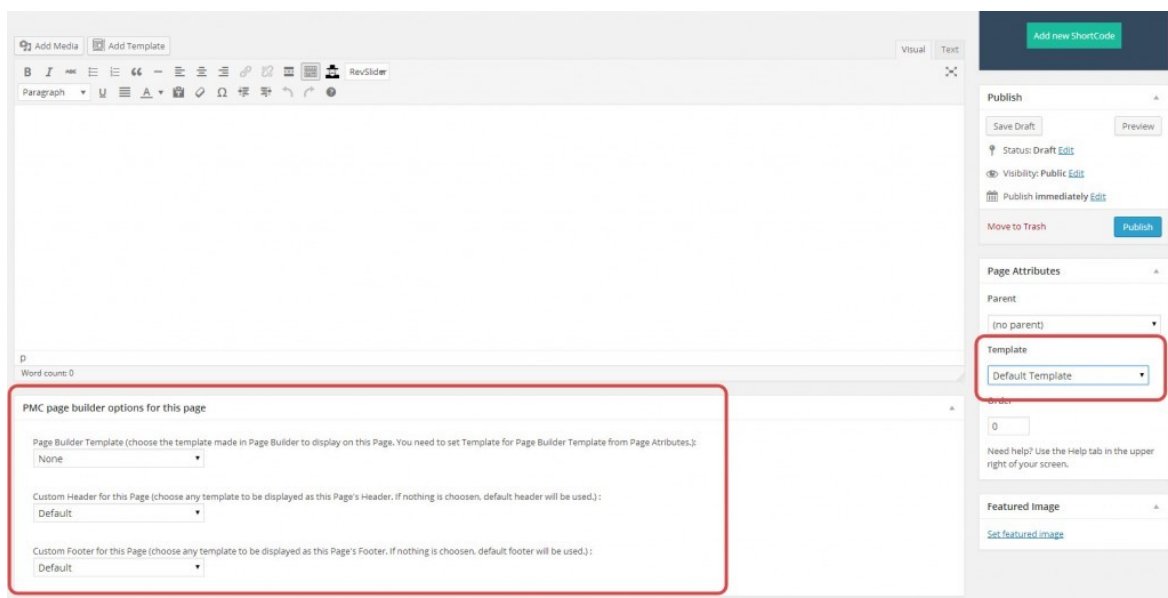 Add Media
Add Template
Visual
Text
B I ABC “ RevSlider
Paragraph U A Ω
p
Word count: 0
PMC page builder options for this page
Page Builder Template (choose the template made in Page Builder to display on this Page, You need to set Template for Page Builder Template from Page Atributes.):
None
Custom Header for this Page (choose any template to be displayed as this Page's Header. If nothing is choosen, default header will be used.) :
Default
Custom Footer for this Page (choose any template to be displayed as this Page's Footer. If nothing is choosen, default footer will be used.) :
Default
Add new ShortCode
Publish
Save Draft
Preview
Status: Draft Edit
Visibility: Public Edit
Publish immediately Edit
Move to Trash
Publish
Page Attributes
Parent
(no parent)
Template
Default Template
Order
0
Need help? Use the Help tab in the upper
right of your screen.
Featured Image
Set featured image